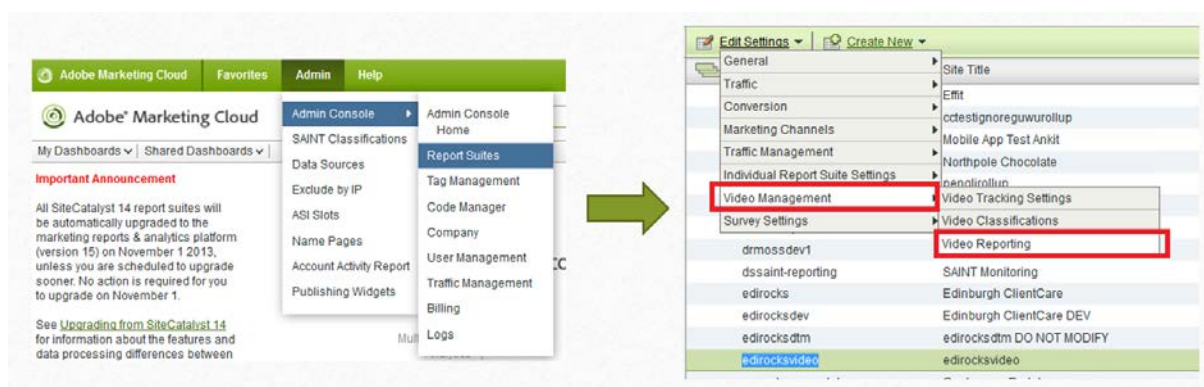 Adobe Marketing Cloud Favorites Admin Help
Adobe® Marketing Cloud
My Dashboards Shared Dashboards
Important Announcement
All SiteCatalyst 14 report suites will
be automatically upgraded to the
marketing reports & analytics platform
(version 15) on November 1 2013,
unless you are scheduled to upgrade
sooner. No action is required for you
to upgrade on November 1.
See Upgrading from SiteCatalyst 14
for information about the features and
data processing differences between
Admin Console
SAINT Classifications
Data Sources
Exclude by IP
ASI Slots
Name Pages
Account Activity Report
Publishing Widgets
Admin Console
Home
Report Suites
Tag Management
Code Manager
Company
User Management
Traffic Management
Billing
Logs
Edit Settings Create New
General
Traffic
Conversion
Marketing Channels
Traffic Management
Individual Report Suite Settings
Video Management
Survey Settings
Video Tracking Settings
Video Classifications
Video Reporting
Site Title
Effit
cctestignoreguwurollup
Mobile App Test Ankit
Northpole Chocolate
drmossdev1
dssaint-reporting SAINT Monitoring
edirocks Edinburgh ClientCare
edirocksdev Edinburgh ClientCare DEV
edirocksdtm edirocksdtm DO NOT MODIFY
edirocksvideo edirocksvideo